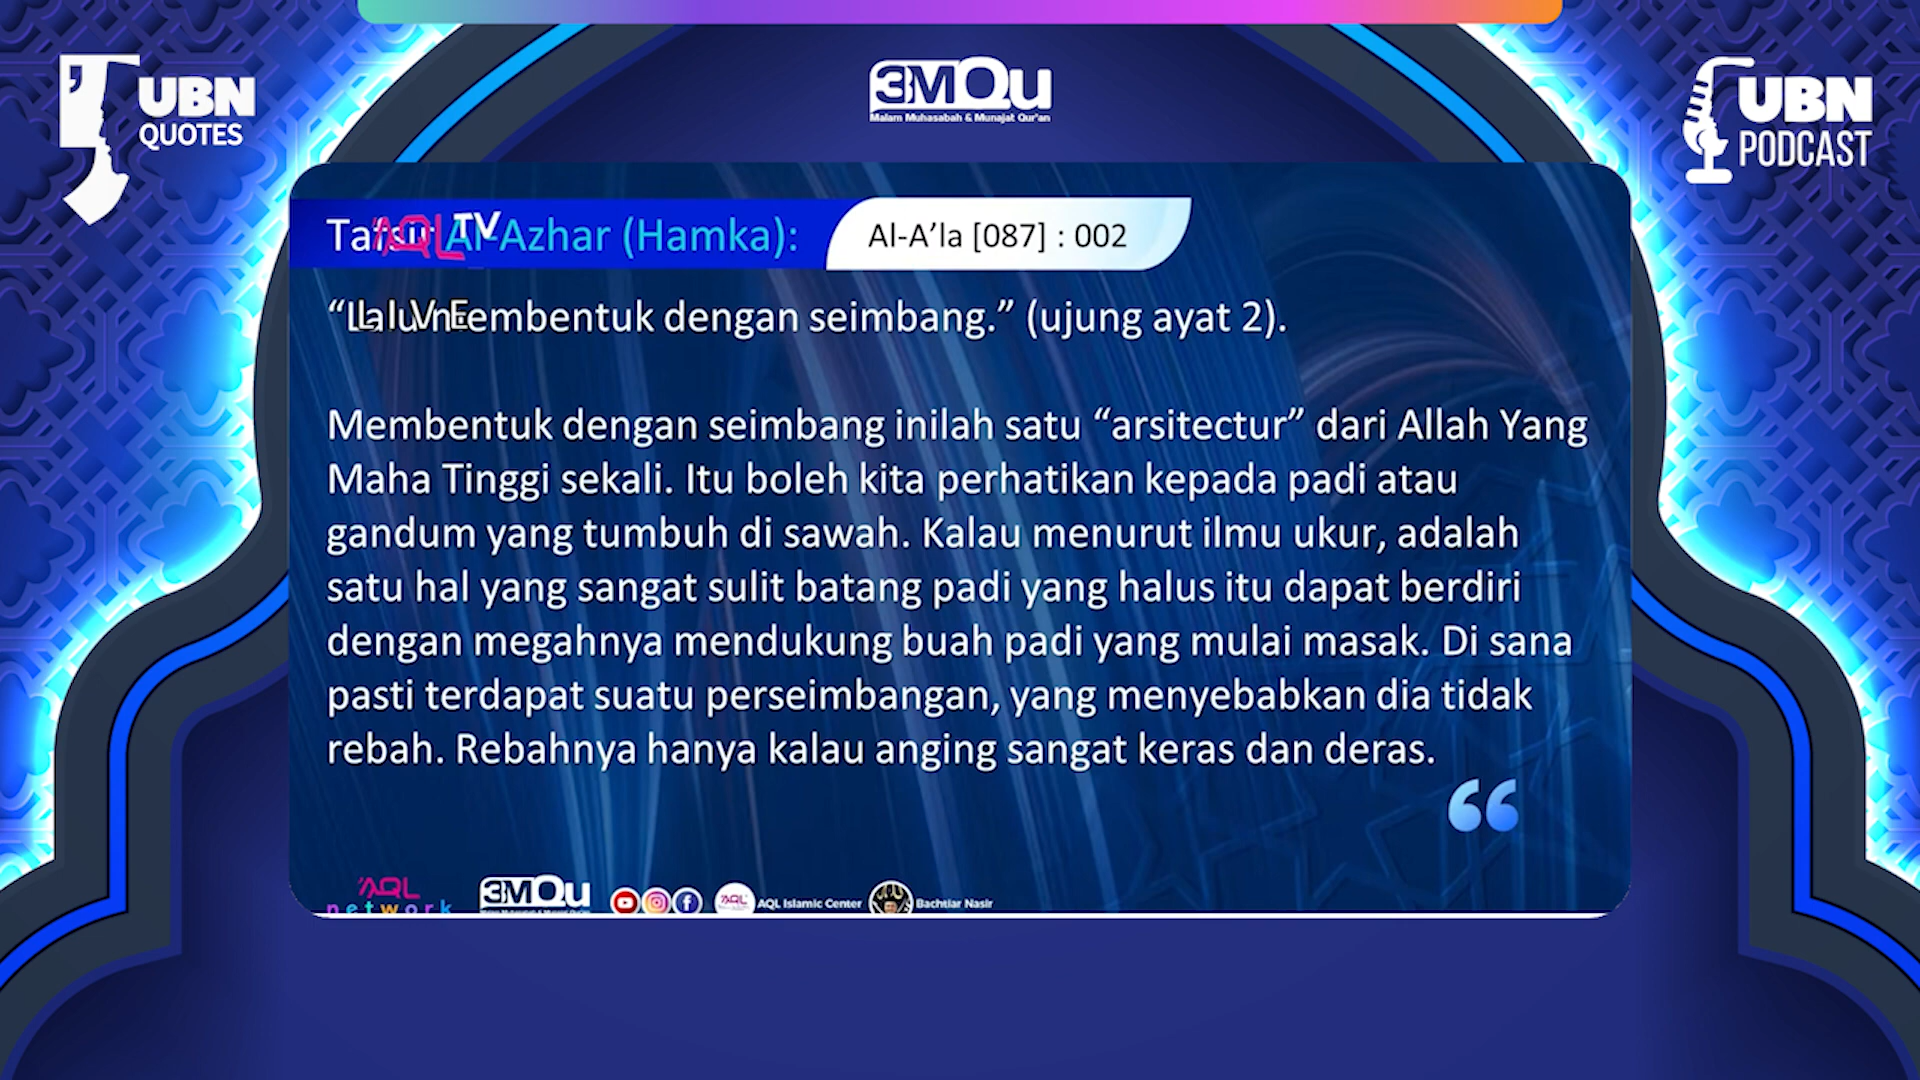 UBN
QUOTES
3MQu
Malam Muhasabah & Munajat Qur'an
UBN
PODCAST
AQL TV
Tafsir Al-Azhar (Hamka):
Al-A’la [087] : 002
LIVE
“Lalu membentuk dengan seimbang.” (ujung ayat 2).
Membentuk dengan seimbang inilah satu “arsitectur” dari Allah Yang
Maha Tinggi sekali. Itu boleh kita perhatikan kepada padi atau
gandum yang tumbuh di sawah. Kalau menurut ilmu ukur, adalah
satu hal yang sangat sulit batang padi yang halus itu dapat berdiri
dengan megahnya mendukung buah padi yang mulai masak. Di sana
pasti terdapat suatu perseimbangan, yang menyebabkan dia tidak
rebah. Rebahnya hanya kalau anging sangat keras dan deras.
“
AQL
network
3MQu
AQL
AQL Islamic Center
Bachtiar Nasir